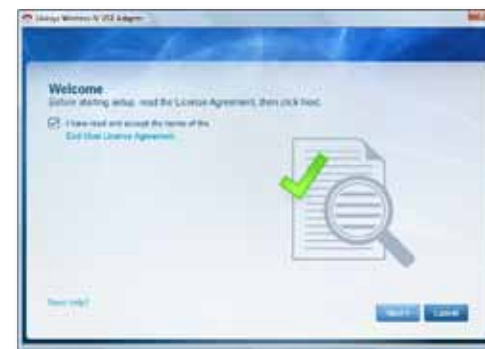 Linksys Wireless-N USB Adapter
Welcome
Before starting setup, read the License Agreement, then click Next.
I have read and accept the terms of the
End User License Agreement.
Need help?
Next
Cancel